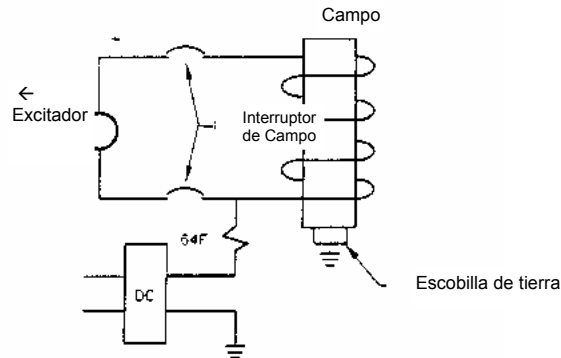 Campo
←
Excitador
Interruptor
de Campo
64F
DC
Escobilla de tierra